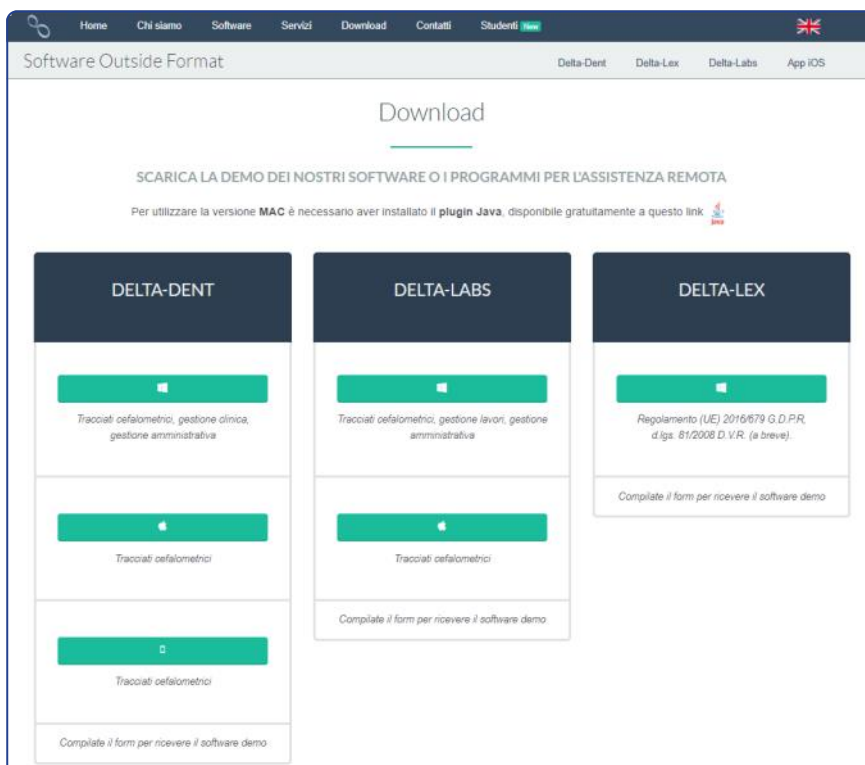 Home Chi siamo Software Servizi Download Contatti Studenti New
Software Outside Format
Delta-Dent Delta-Lex Delta-Labs App iOS
Download
SCARICA LA DEMO DEI NOSTRI SOFTWARE O I PROGRAMMI PER L'ASSISTENZA REMOTA
Per utilizzare la versione MAC è necessario aver installato il plugin Java, disponibile gratuitamente a questo link
Java
DELTA-DENT
Tracciati cefalometrici, gestione clinica,
gestione amministrativa
Tracciati cefalometrici
Tracciati cefalometrici
Compilate il form per ricevere il software demo
DELTA-LABS
Tracciati cefalometrici, gestione lavori, gestione
amministrativa
Tracciati cefalometrici
Compilate il form per ricevere il software demo
DELTA-LEX
Regolamento (UE) 2016/679 G.D.P.R,
d.lgs. 81/2008 D.V.R. (a breve).
Compilate il form per ricevere il software demo